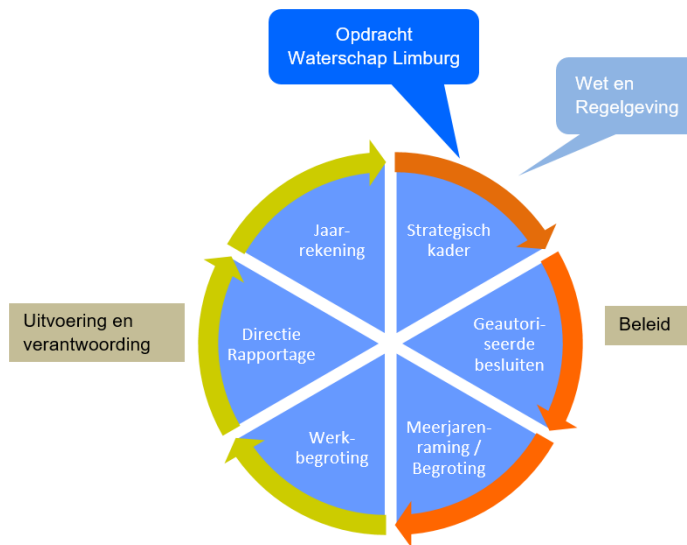 Opdracht
Waterschap Limburg
Wet en
Regelgeving
Jaar-
rekening
Strategisch
kader
Uitvoering en
verantwoording
Directie
Rapportage
Geautori-
seerde
besluiten
Beleid
Werk-
begroting
Meerjaren-
raming /
Begroting